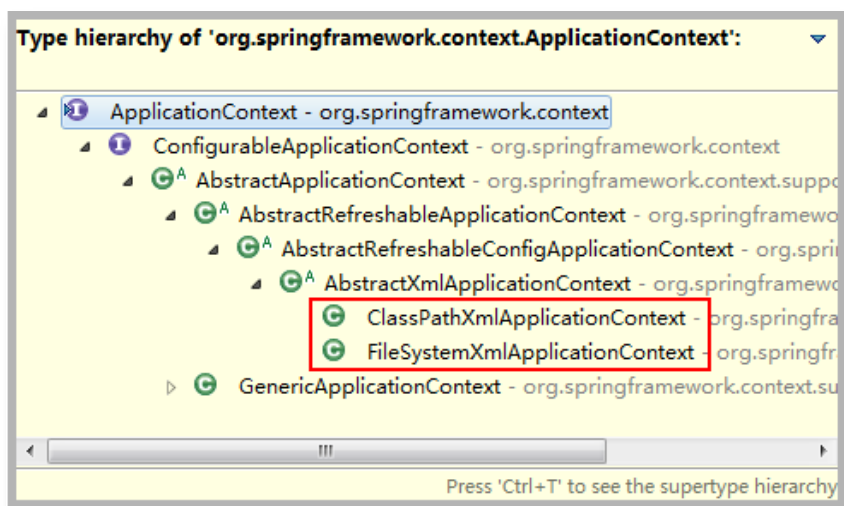 Type hierarchy of 'org.springframework.context.ApplicationContext':
ApplicationContext - org.springframework.context
ConfigurableApplicationContext - org.springframework.context
AbstractApplicationContext - org.springframework.context.suppo
AbstractRefreshableApplicationContext - org.springframewo
AbstractRefreshableConfigApplicationContext - org.sprin
AbstractXmlApplicationContext - org.springframewo
ClassPathXmlApplicationContext - org.springfra
FileSystemXmlApplicationContext - org.springfr
GenericApplicationContext - org.springframework.context.su
Press 'Ctrl+T' to see the supertype hierarchy